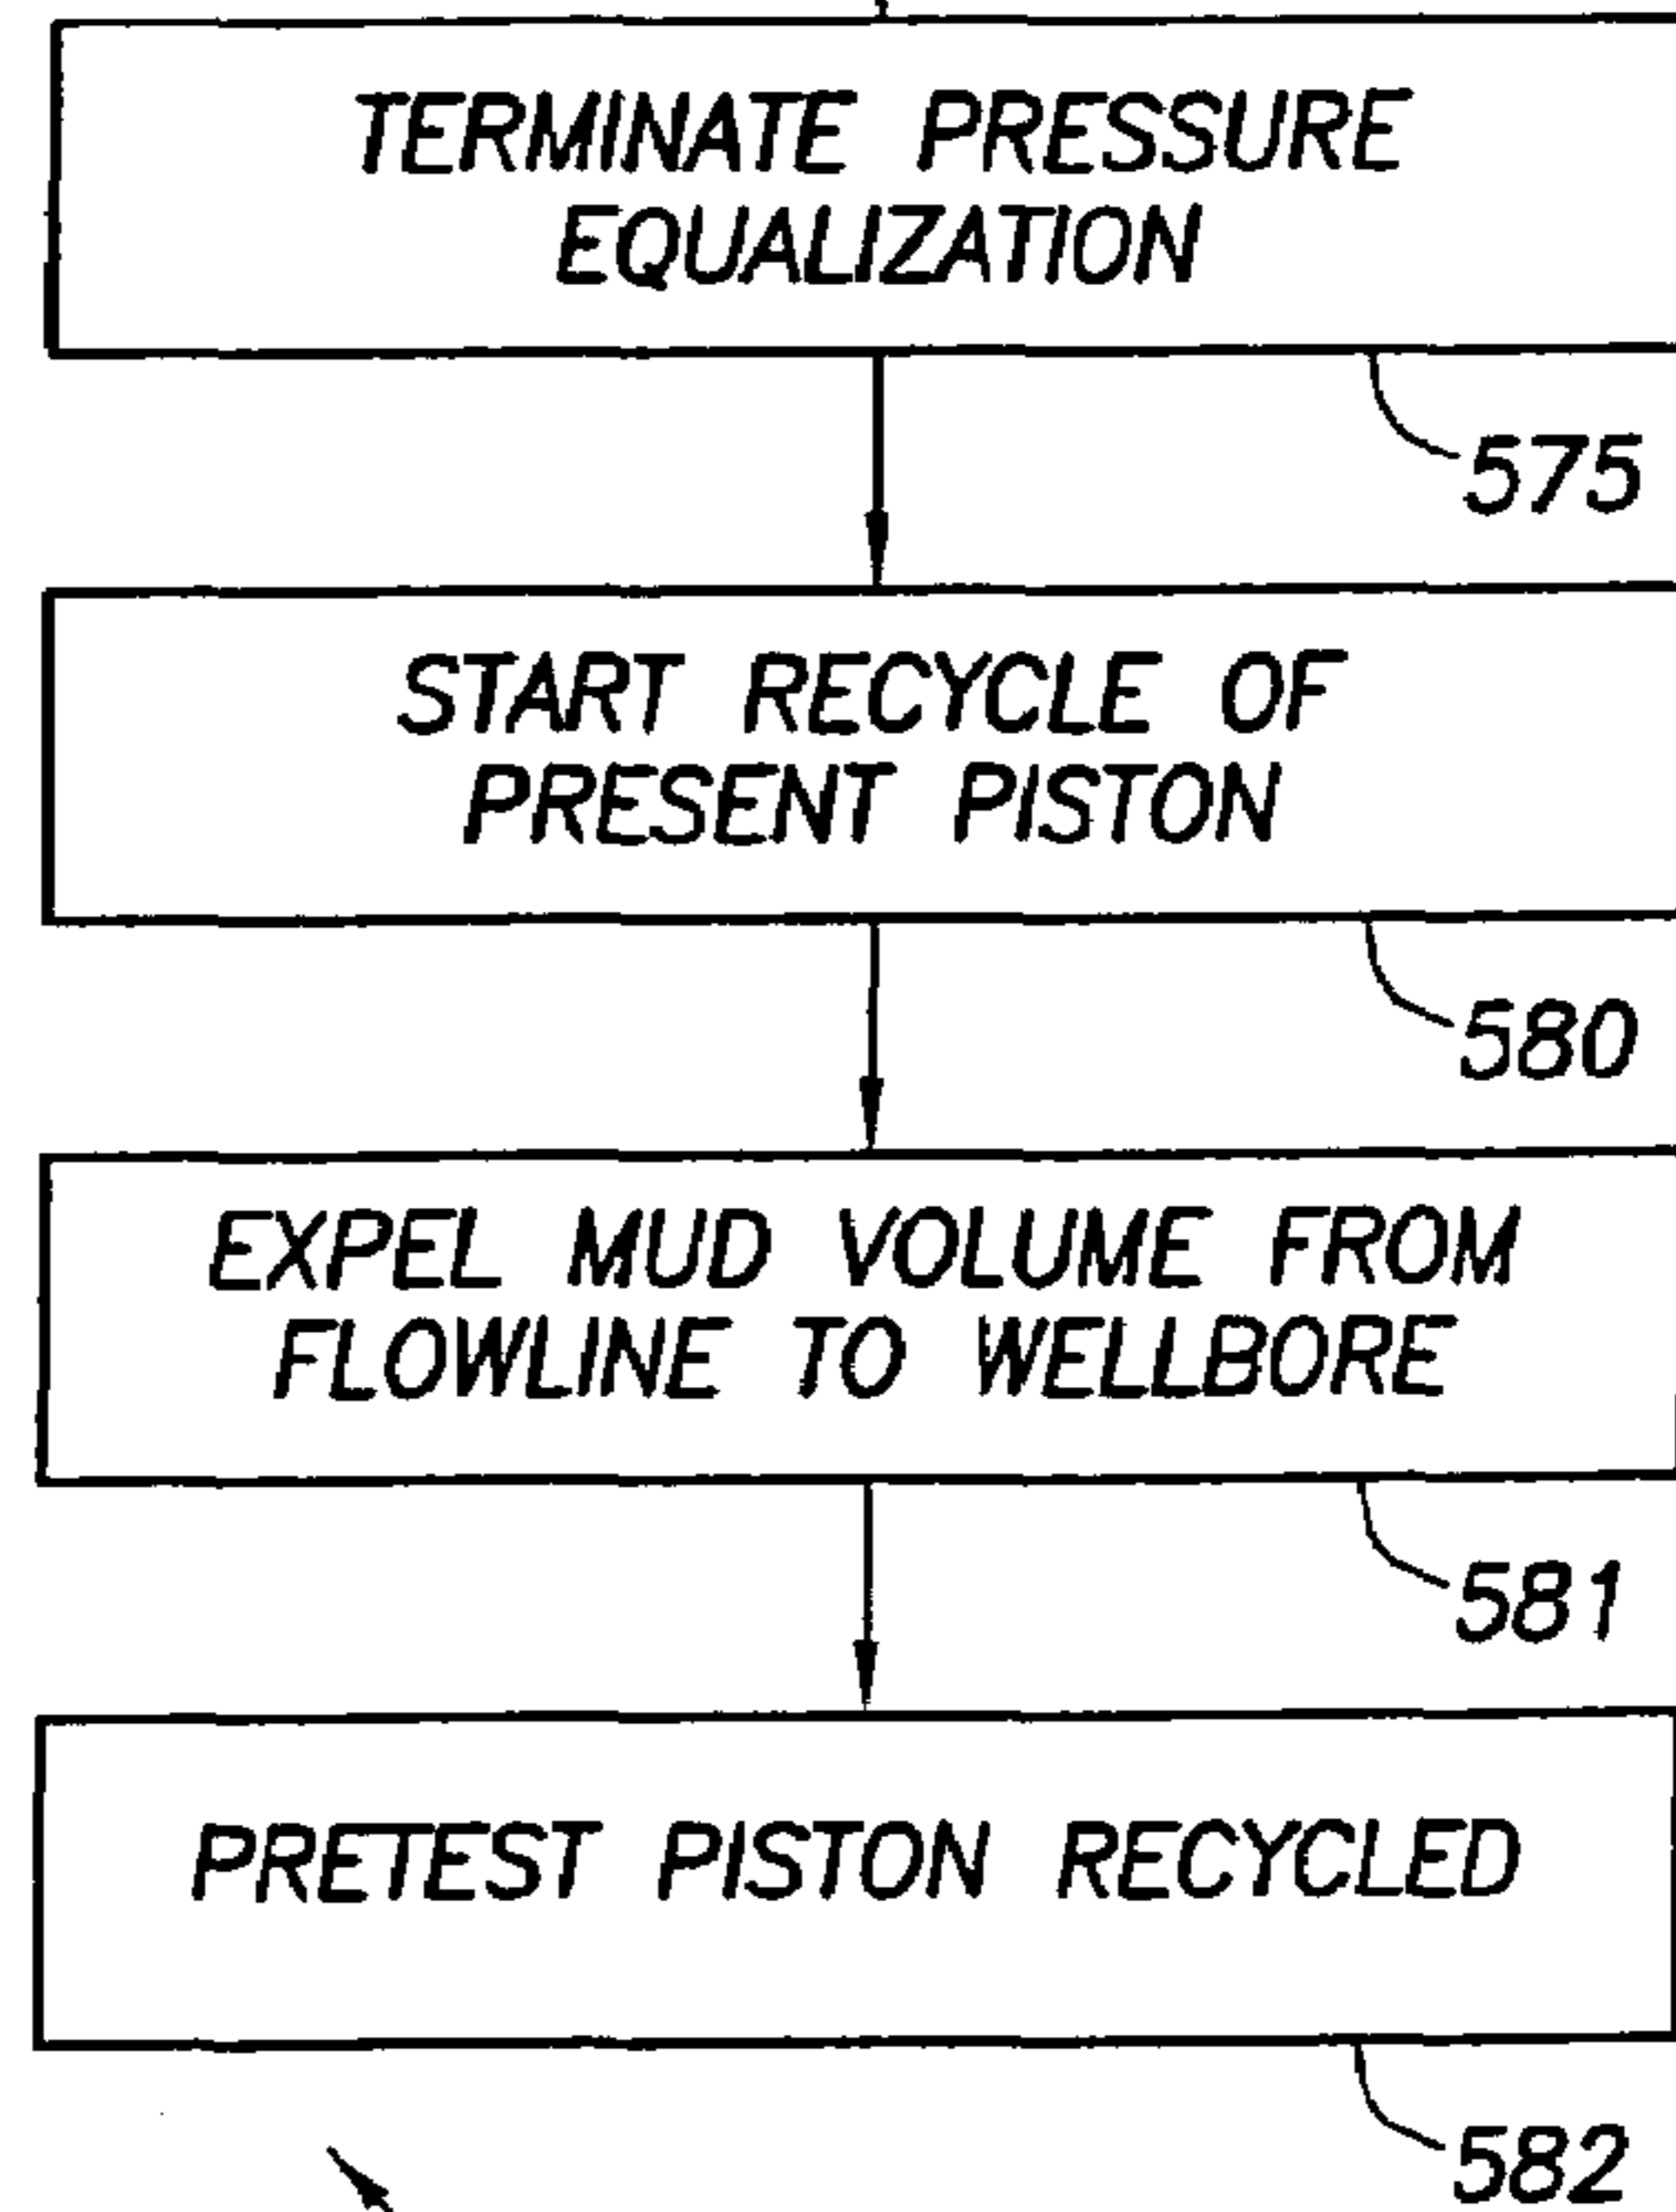 TERMINATE PRESSURE
EQUALIZATION
575
START RECYCLE OF
PRESENT PISTON
580
EXPEL MUD VOLUME FROM
FLOWLINE TO WELLBORE
581
PRETEST PISTON RECYCLED
582